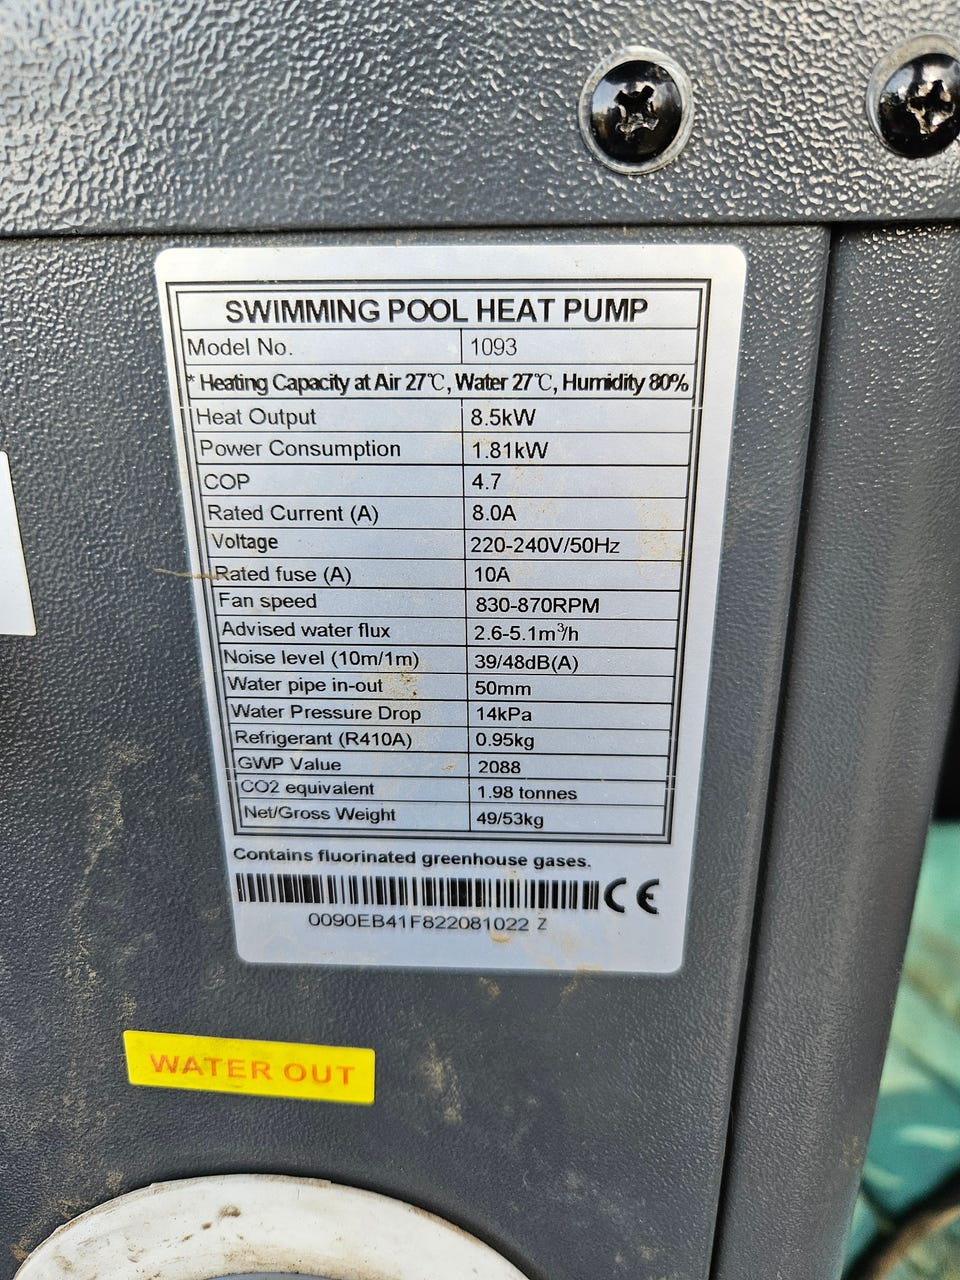 SWIMMING POOL HEAT PUMP
Model No. 1093
* Heating Capacity at Air 27℃, Water 27℃, Humidity 80%
Heat Output 8.5kW
Power Consumption 1.81kW
COP 4.7
Rated Current (A) 8.0A
Voltage 220-240V/50Hz
Rated fuse (A) 10A
Fan speed 830-870RPM
Advised water flux 2.6-5.1m³/h
Noise level (10m/1m) 39/48dB(A)
Water pipe in-out 50mm
Water Pressure Drop 14kPa
Refrigerant (R410A) 0.95kg
GWP Value 2088
CO2 equivalent 1.98 tonnes
Net/Gross Weight 49/53kg
Contains fluorinated greenhouse gases.
CE
0090EB41F822081022 Z
WATER OUT